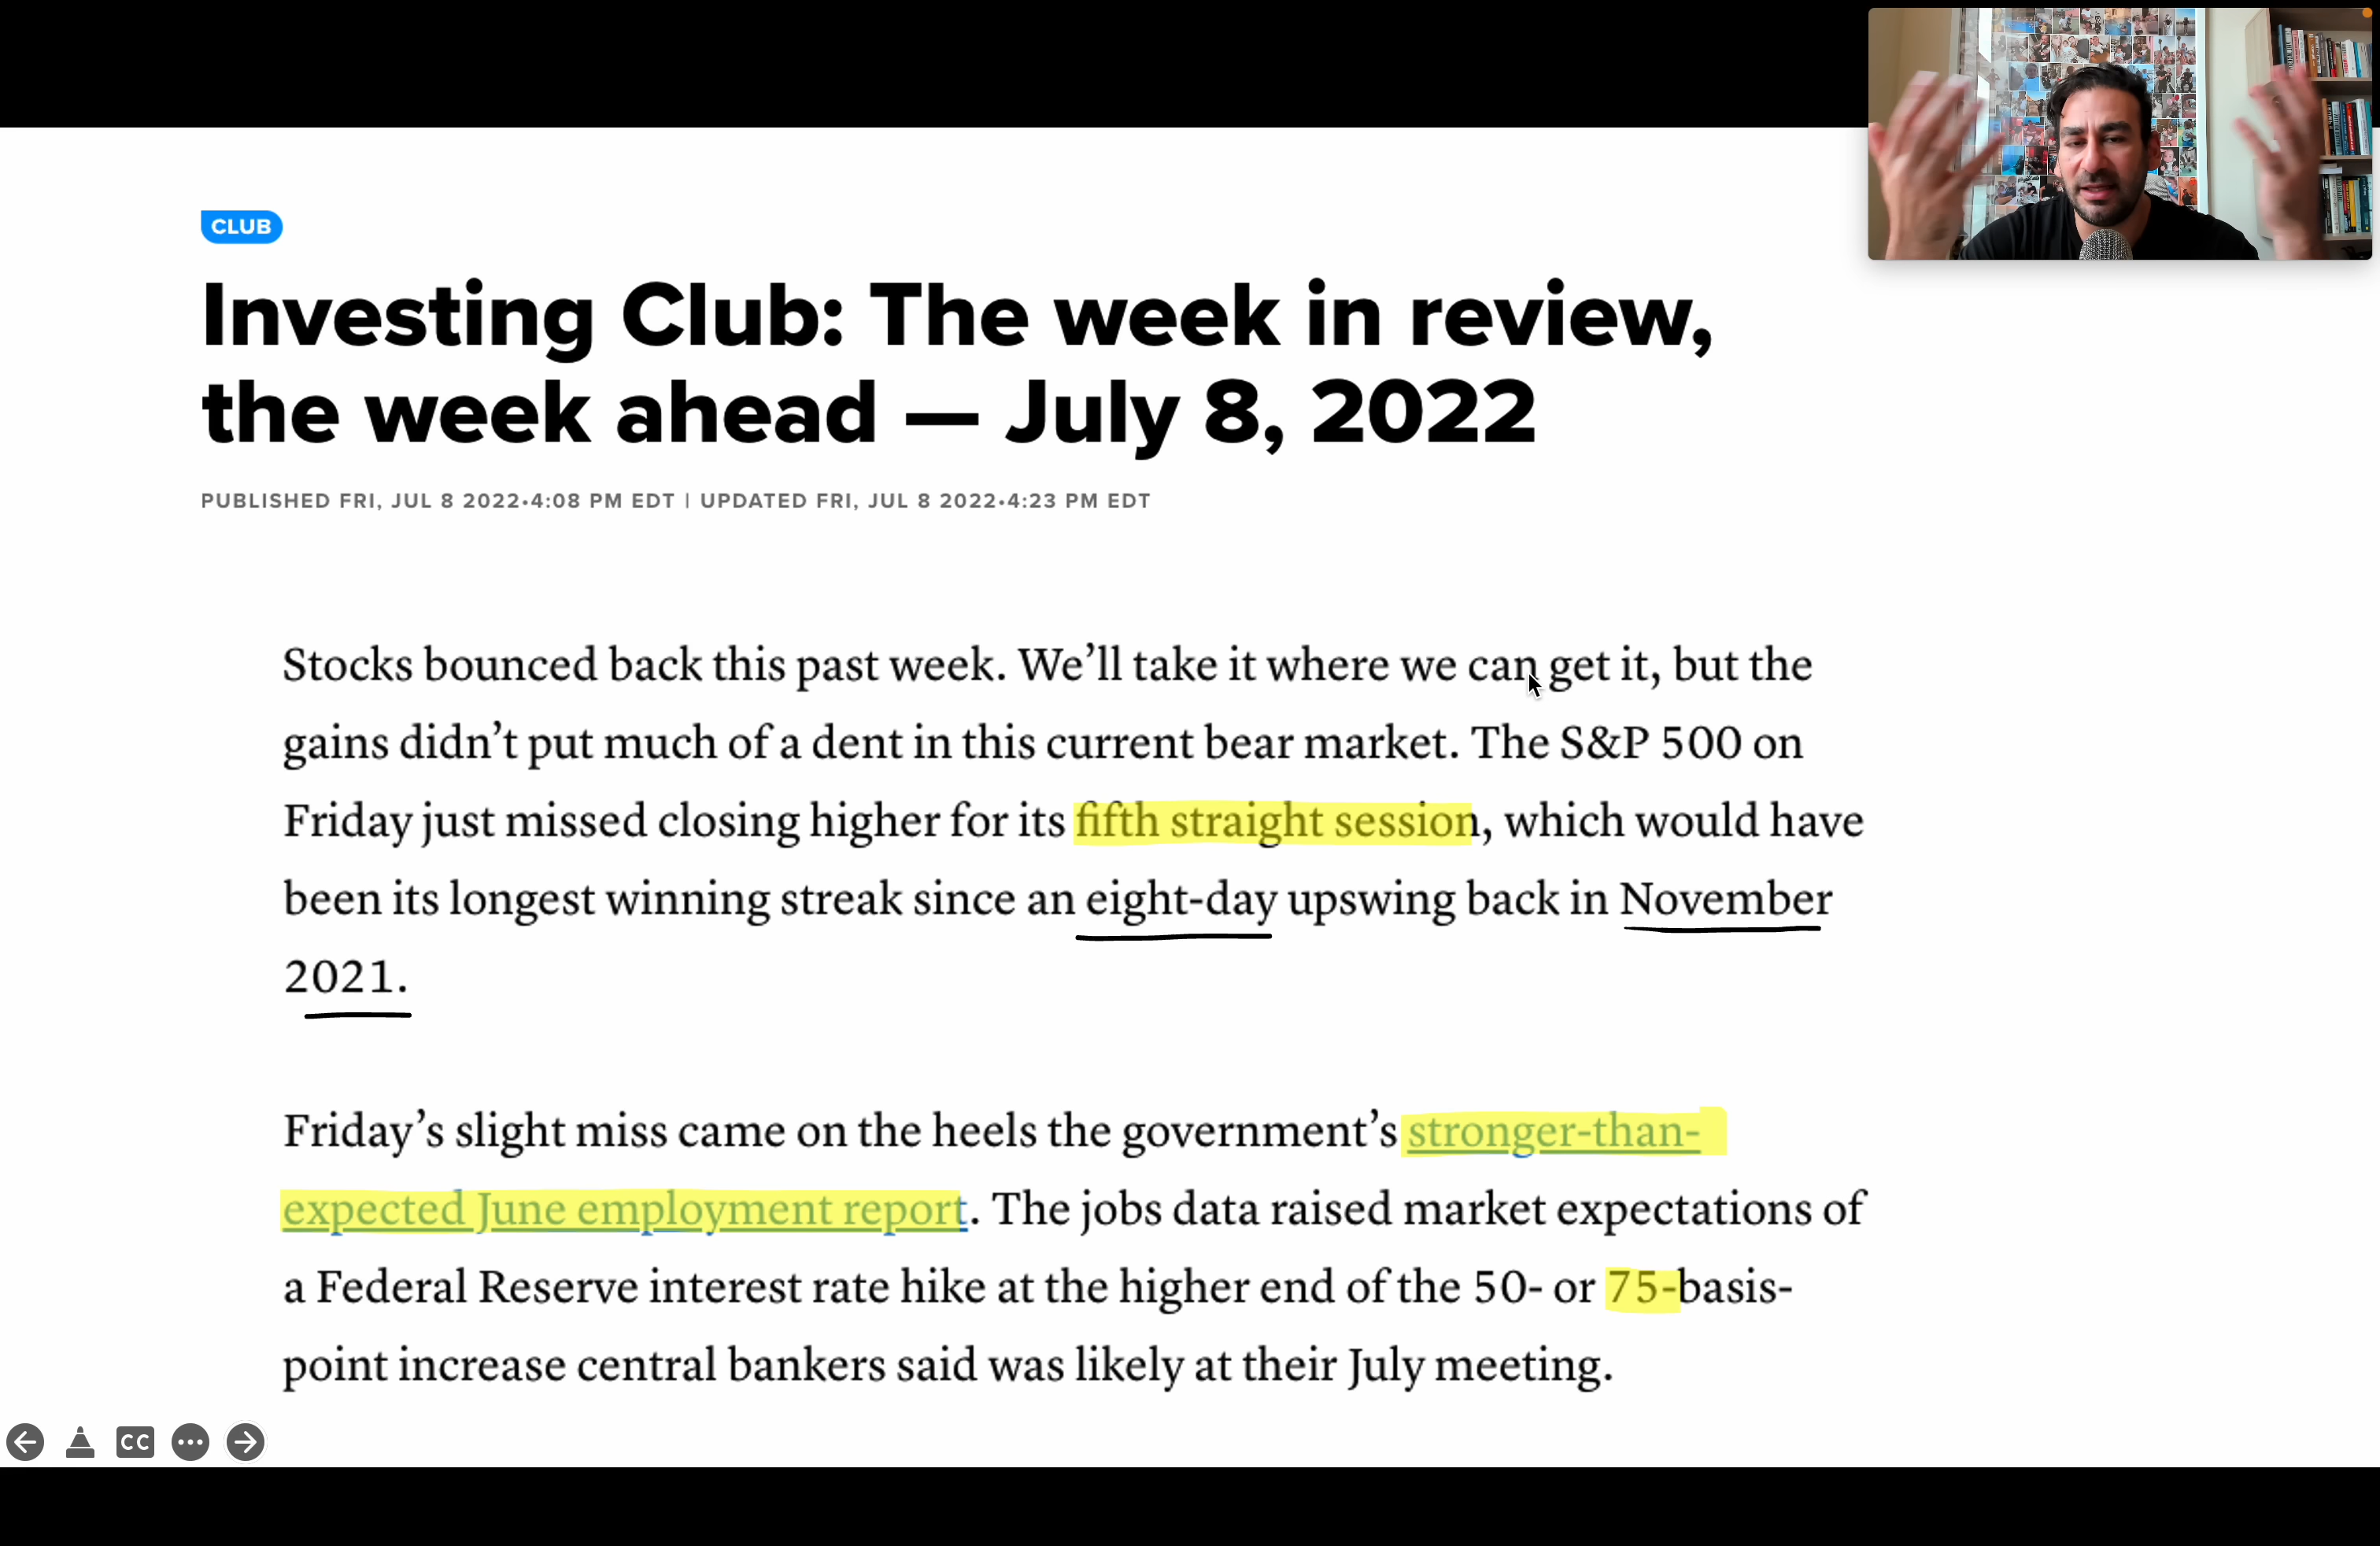 CLUB
Investing Club: The week in review,
the week ahead — July 8, 2022
PUBLISHED FRI, JUL 8 2022•4:08 PM EDT | UPDATED FRI, JUL 8 2022•4:23 PM EDT
Stocks bounced back this past week. We’ll take it where we can get it, but the
gains didn’t put much of a dent in this current bear market. The S&P 500 on
Friday just missed closing higher for its fifth straight session, which would have
been its longest winning streak since an eight-day upswing back in November
2021.
Friday’s slight miss came on the heels the government’s stronger-than-
expected June employment report. The jobs data raised market expectations of
a Federal Reserve interest rate hike at the higher end of the 50- or 75-basis-
point increase central bankers said was likely at their July meeting.
CC